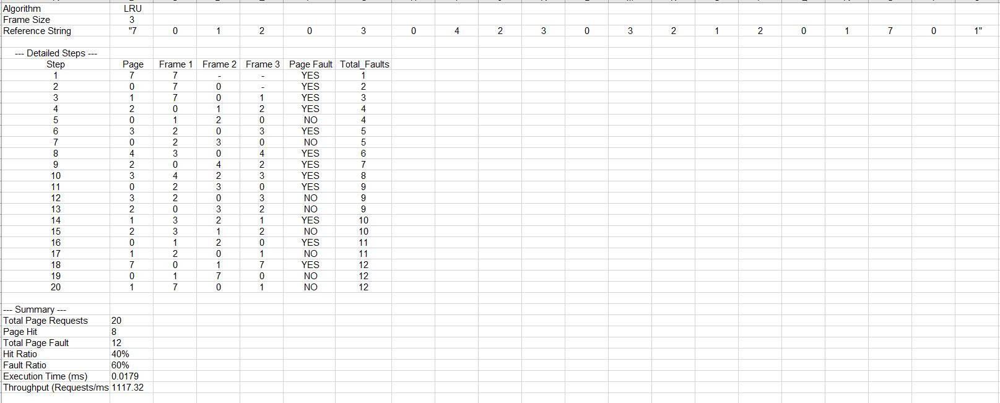 Algorithm LRU
Frame Size 3
Reference String "7 0 1 2 0 3 0 4 2 3 0 3 2 1 2 0 1 7 0 1"
--- Detailed Steps ---
Step Page Frame 1 Frame 2 Frame 3 Page Fault Total_Faults
1 7 7 - - YES 1
2 0 7 0 - YES 2
3 1 7 0 1 YES 3
4 2 0 1 2 YES 4
5 0 1 2 0 NO 4
6 3 2 0 3 YES 5
7 0 2 3 0 NO 5
8 4 3 0 4 YES 6
9 2 0 4 2 YES 7
10 3 4 2 3 YES 8
11 0 2 3 0 YES 9
12 3 2 0 3 NO 9
13 2 0 3 2 NO 9
14 1 3 2 1 YES 10
15 2 3 1 2 NO 10
16 0 1 2 0 YES 11
17 1 2 0 1 NO 11
18 7 0 1 7 YES 12
19 0 1 7 0 NO 12
20 1 7 0 1 NO 12
--- Summary ---
Total Page Requests 20
Page Hit 8
Total Page Fault 12
Hit Ratio 40%
Fault Ratio 60%
Execution Time (ms) 0.0179
Throughput (Requests/ms 1117.32